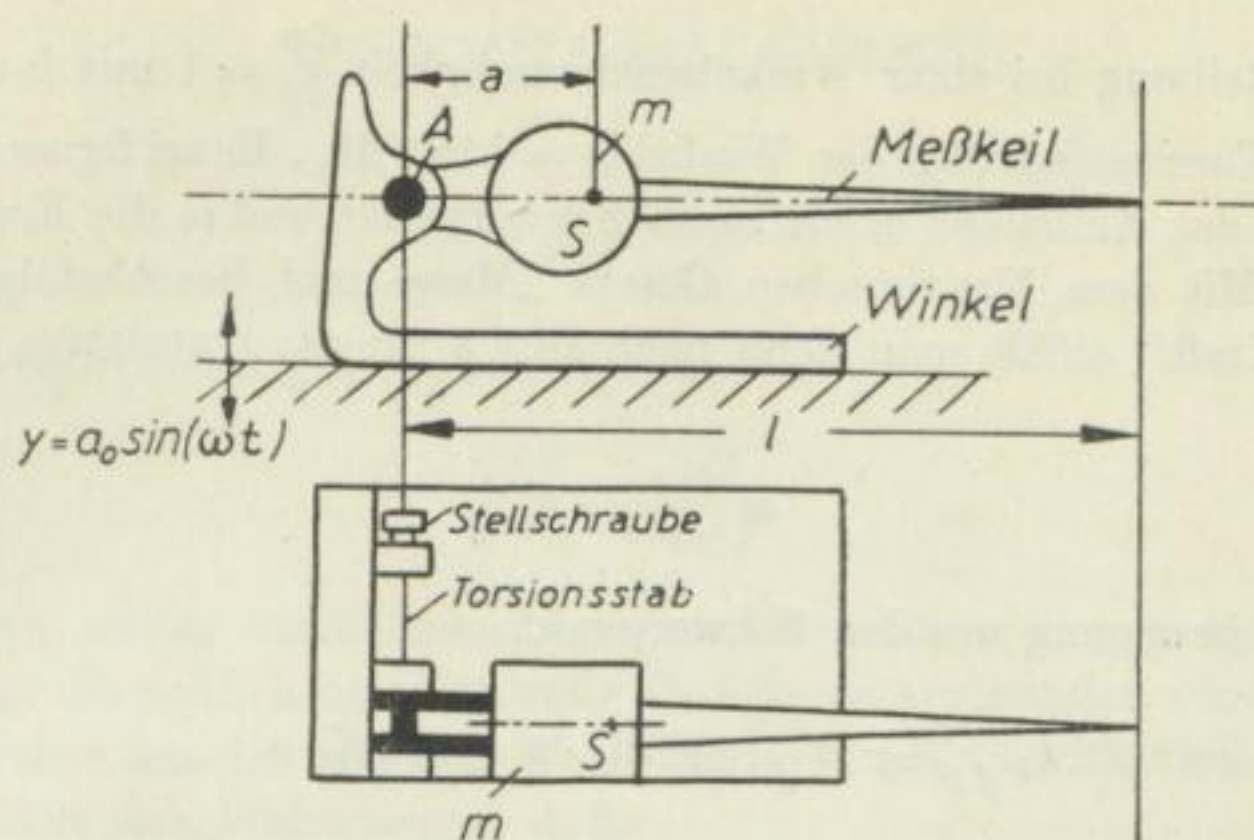 a
m
A
Meßkeil
S
Winkel
y=a₀sin(ωt)
l
Stellschraube
Torsionsstab
S
m